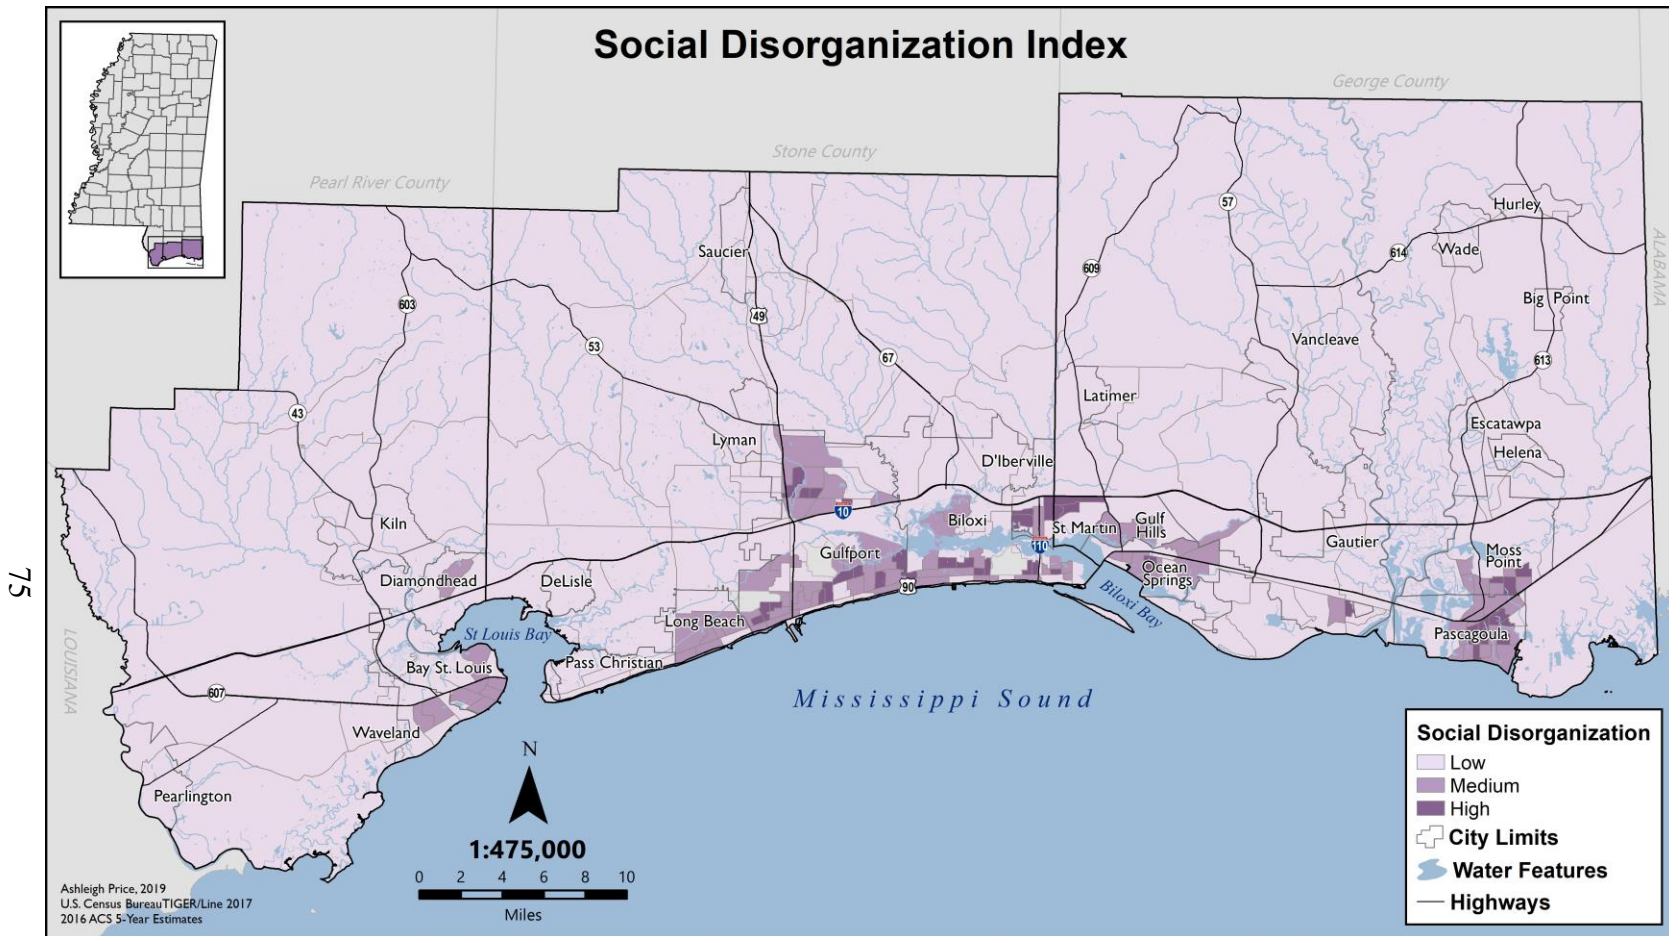 Social Disorganization Index
George County
Stone County
Pearl River County
ALABAMA
LOUISIANA
Hurley
57
614
Wade
Saucier
609
603
49
Big Point
Vancleave
53
67
613
Latimer
43
Escatawpa
Lyman
Helena
D'Iberville
10
Biloxi
Kiln
St Martin
Gulf
Hills
Gautier
110
Gulfport
Moss
Point
Diamondhead
DeLisle
Ocean
Springs
90
Biloxi Bay
Long Beach
St Louis Bay
Pascagoula
Bay St. Louis
Pass Christian
607
Mississippi Sound
Waveland
Pearlington
N
1:475,000
0 2 4 6 8 10
Miles
Ashleigh Price, 2019
U.S. Census BureauTIGER/Line 2017
2016 ACS 5-Year Estimates
Social Disorganization
Low
Medium
High
City Limits
Water Features
Highways
75